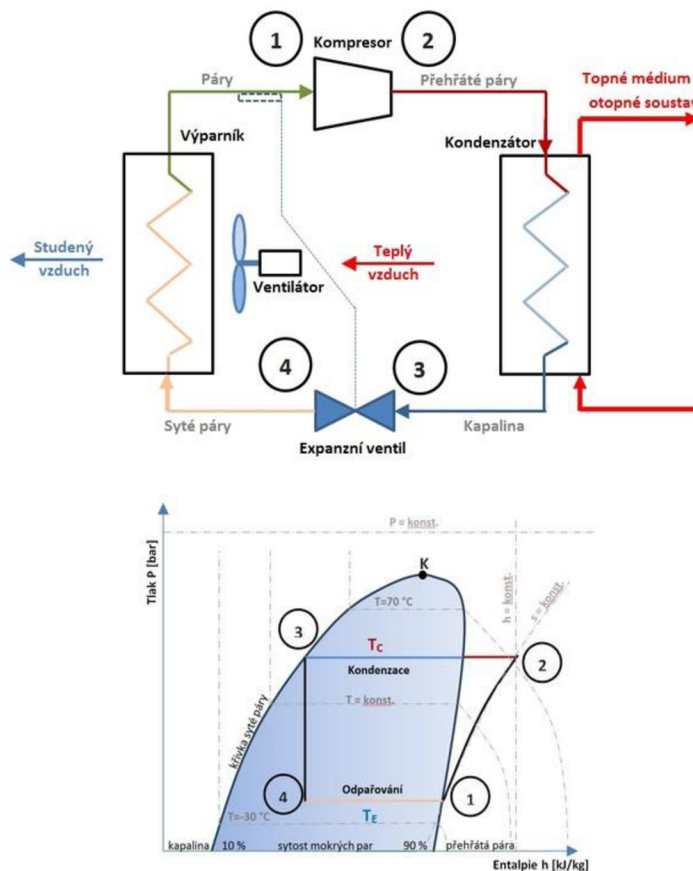 1
Kompresor
2
Páry
Přehřáté páry
Topné médium
otopné soustav
Výparník
Kondenzátor
Studený
vzduch
Teplý
vzduch
Ventilátor
4
3
Syté páry
Kapalina
Expanzní ventil
Tlak P [bar]
P = konst.
K
T=70 °C
h = konst.
s = konst.
3
TC
2
Kondenzace
T = konst.
křivka syté páry
4
Odpařování
1
T=-30 °C
TE
kapalina
10 %
sytost mokrých par
90 %
přehřátá pára
Entalpie h [kJ/kg]